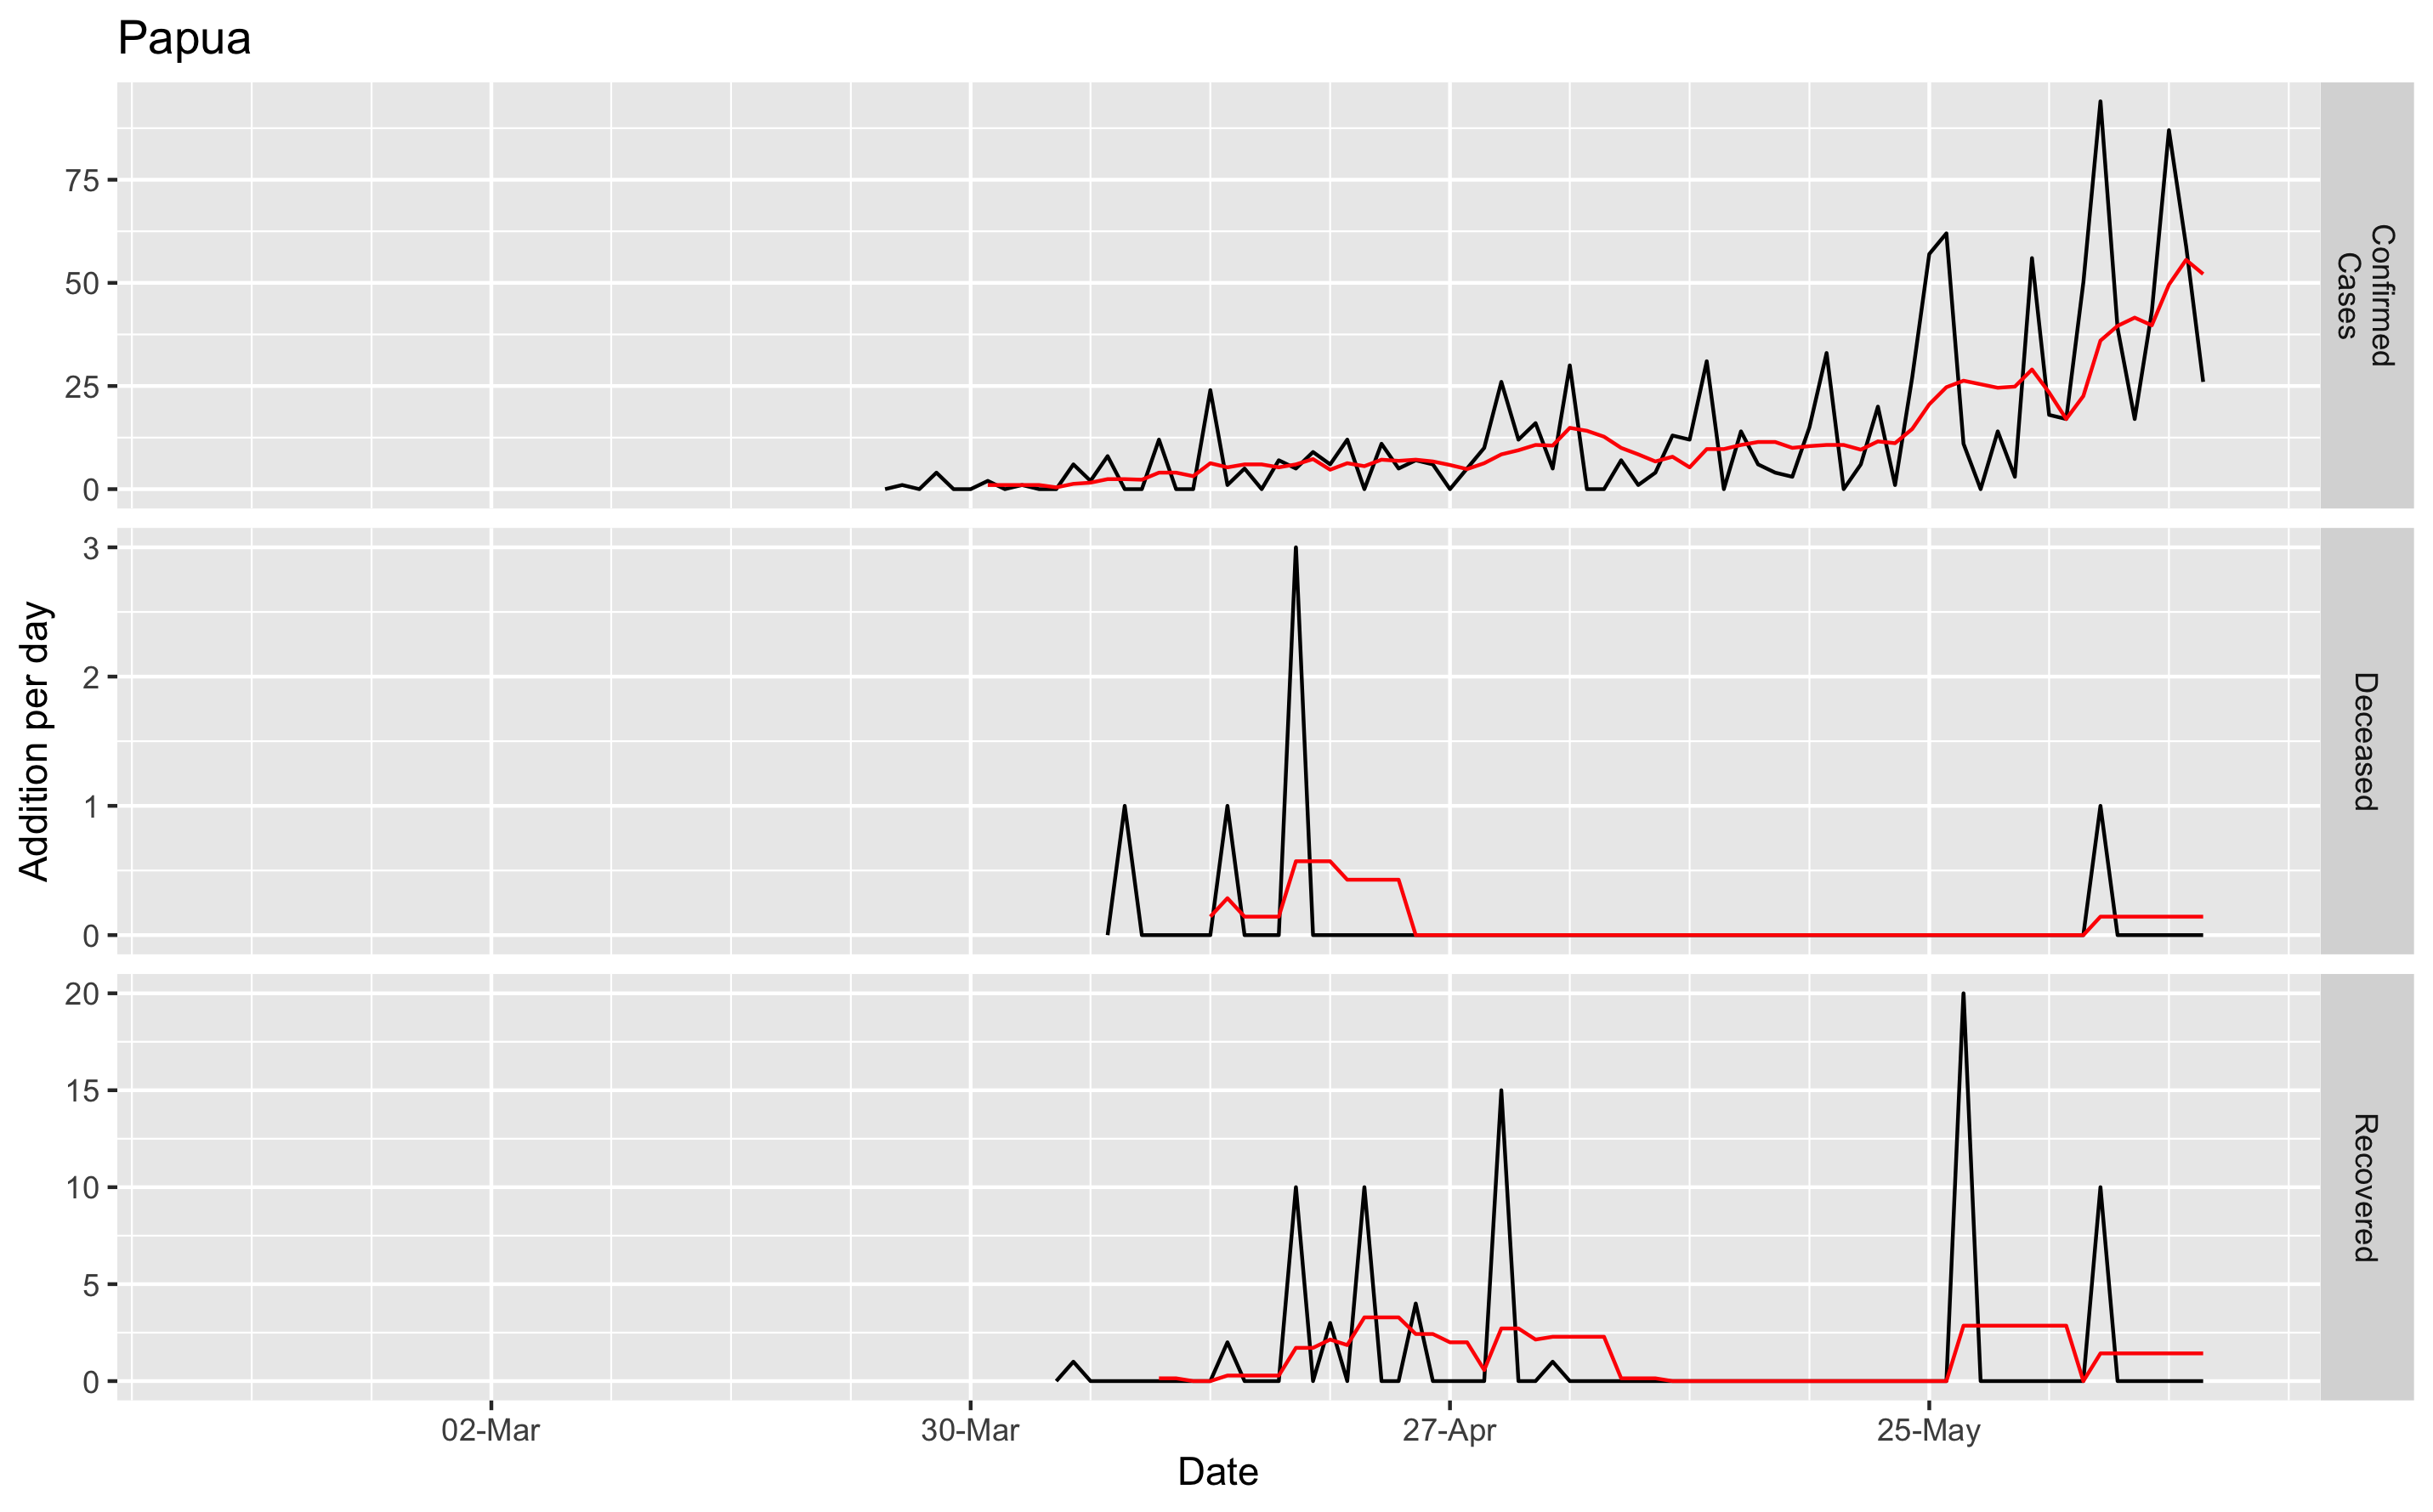 Papua
Addition per day
75
50
25
0
Confirmed
Cases
3
2
1
0
Deceased
20
15
10
5
0
Recovered
02-Mar
30-Mar
27-Apr
25-May
Date